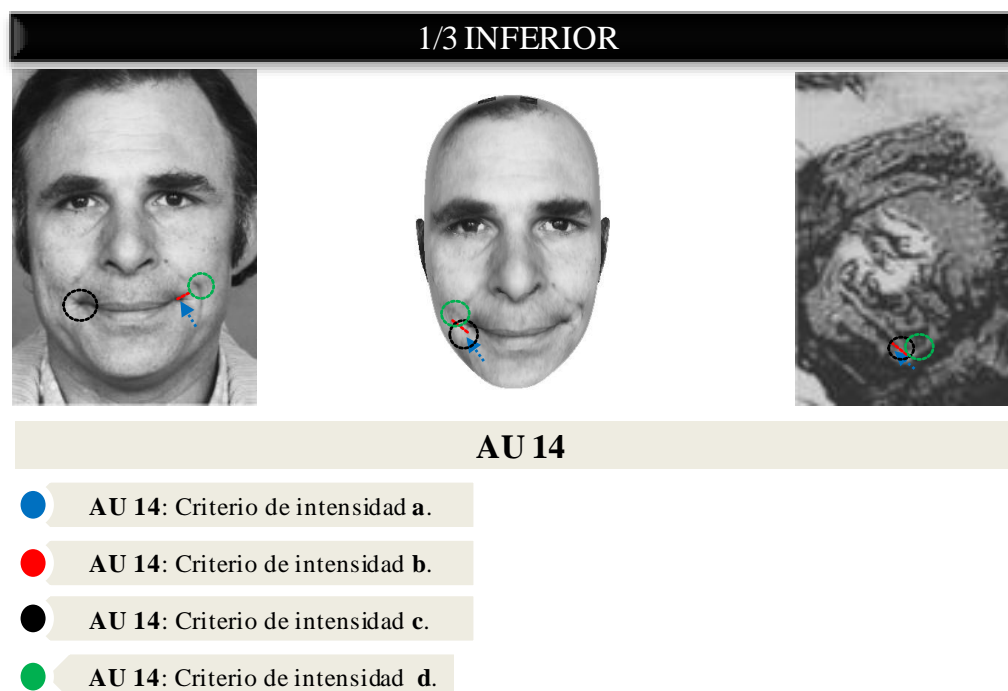 1/3 INFERIOR
AU 14
AU 14: Criterio de intensidad a.
AU 14: Criterio de intensidad b.
AU 14: Criterio de intensidad c.
AU 14: Criterio de intensidad d.